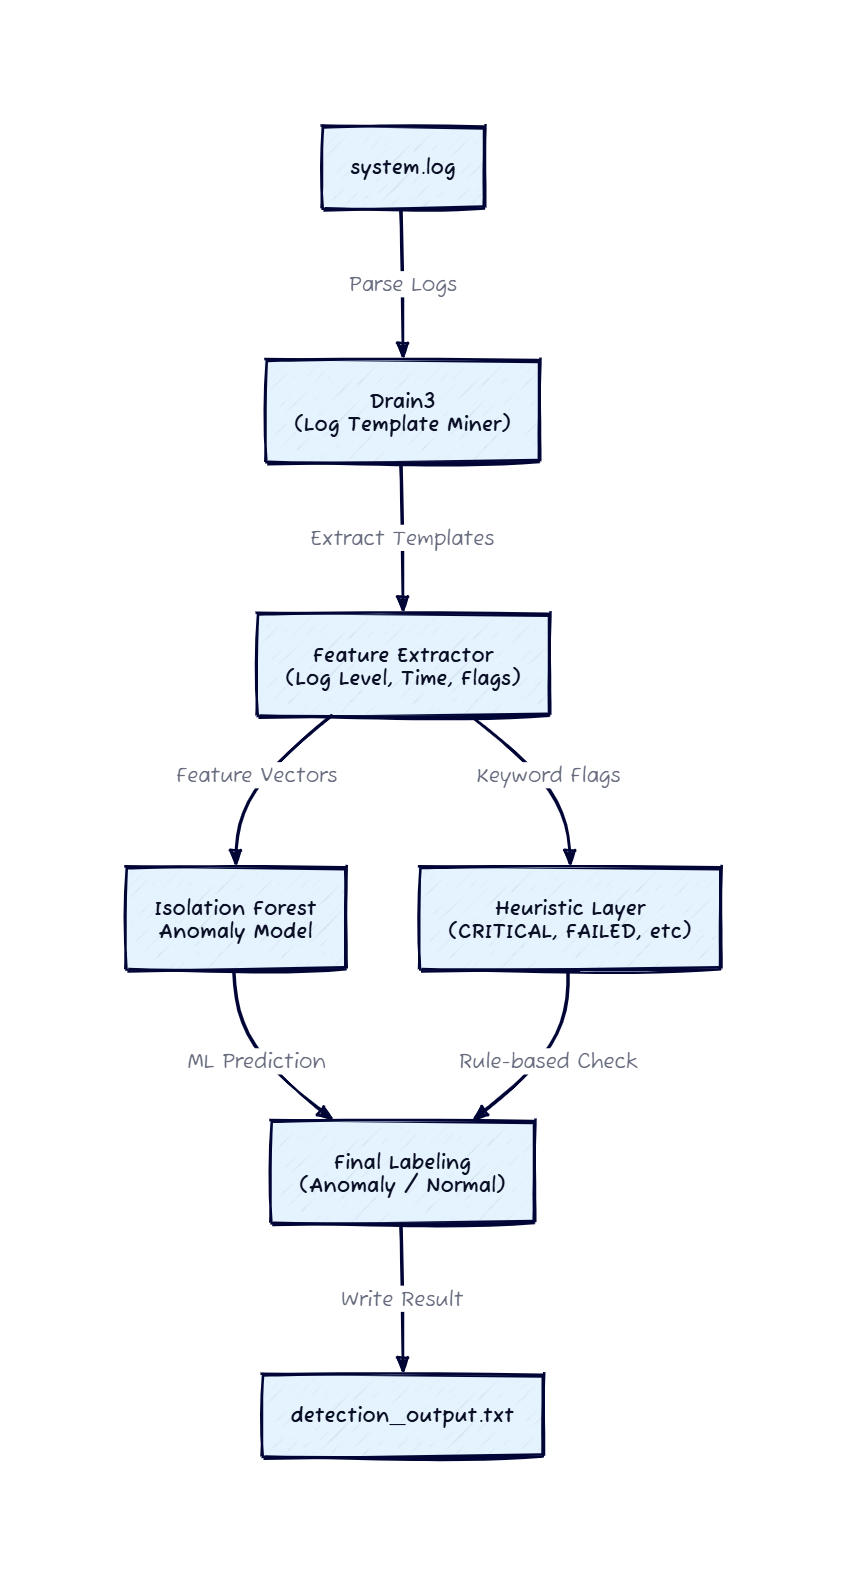 system.log
Parse Logs
Drain3
(Log Template Miner)
Extract Templates
Feature Extractor
(Log Level, Time, Flags)
Feature Vectors
Keyword Flags
Isolation Forest
Anomaly Model
Heuristic Layer
(CRITICAL, FAILED, etc)
ML Prediction
Rule-based Check
Final Labeling
(Anomaly / Normal)
Write Result
detection_output.txt